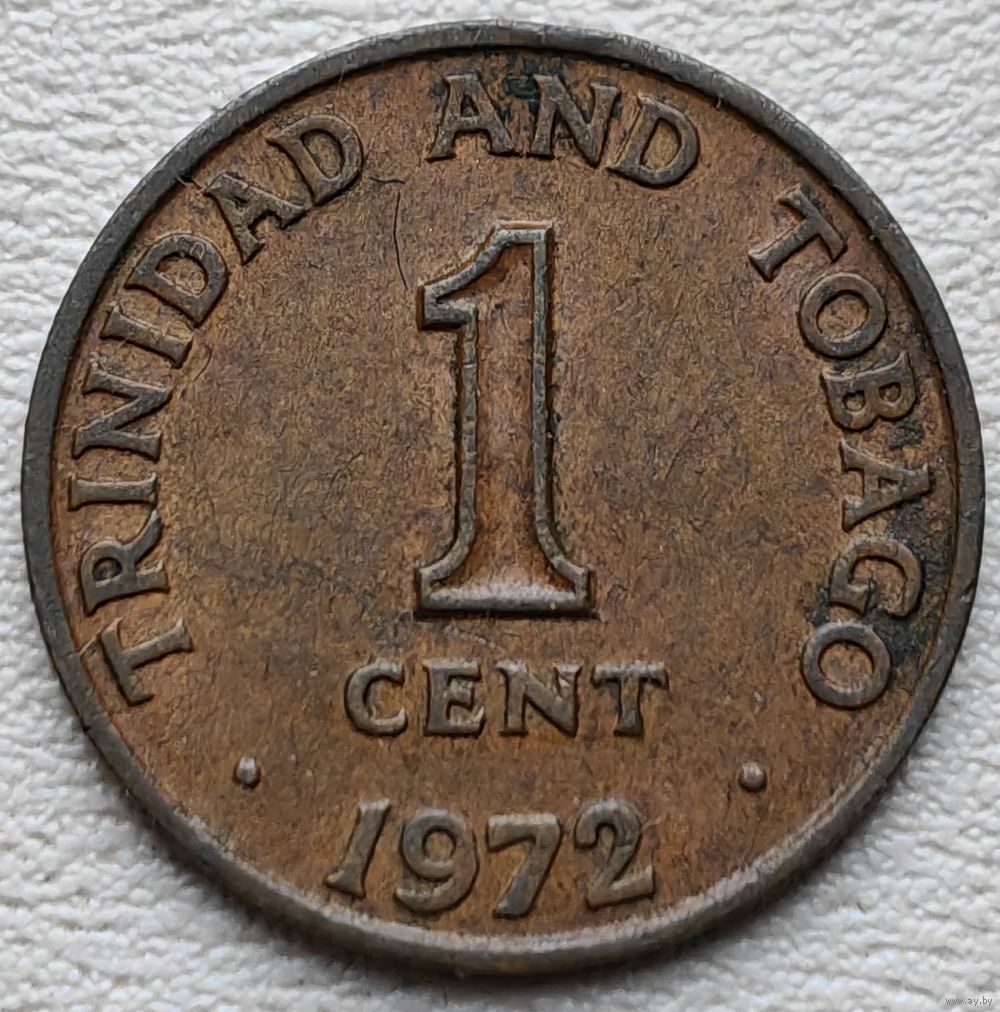 TRINIDAD AND TOBAGO
1
CENT
1972
www.ay.by